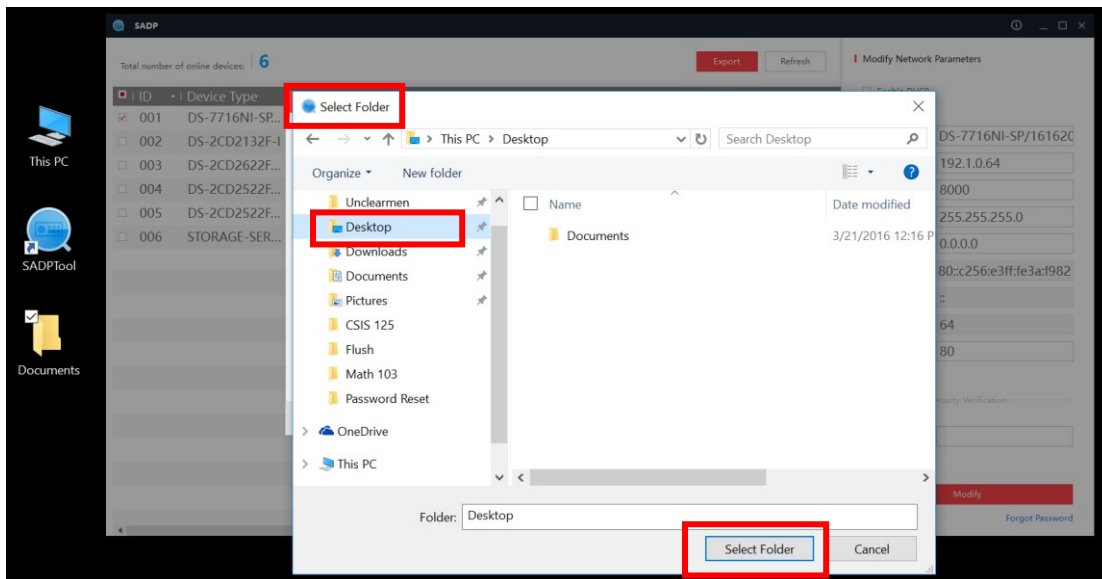 SADP
Total number of online devices: 6
Export
Refresh
Modify Network Parameters
Enable DHCP
ID
Device Type
001 DS-7716NI-SP...
002 DS-2CD2132F-I
003 DS-2CD2622F...
004 DS-2CD2522F...
005 DS-2CD2522F...
006 STORAGE-SER...
This PC
SADPTool
Documents
Select Folder
This PC > Desktop
Search Desktop
Organize
New folder
Unclearmen
Desktop
Downloads
Documents
Pictures
CSIS 125
Flush
Math 103
Password Reset
OneDrive
This PC
Name
Date modified
Documents
3/21/2016 12:16 P
Folder: Desktop
Select Folder
Cancel
DS-7716NI-SP/161620
192.1.0.64
8000
255.255.255.0
0.0.0.0
80::c256:e3ff:fe3a:f982
::
64
80
curity Verification
Modify
Forgot Password